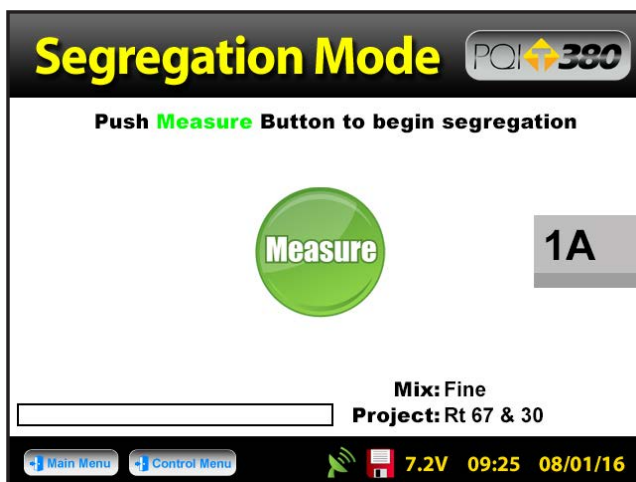 Segregation Mode PQI 380
Push Measure Button to begin segregation
Measure
1A
Mix: Fine
Project: Rt 67 & 30
Main Menu Control Menu 7.2V 09:25 08/01/16